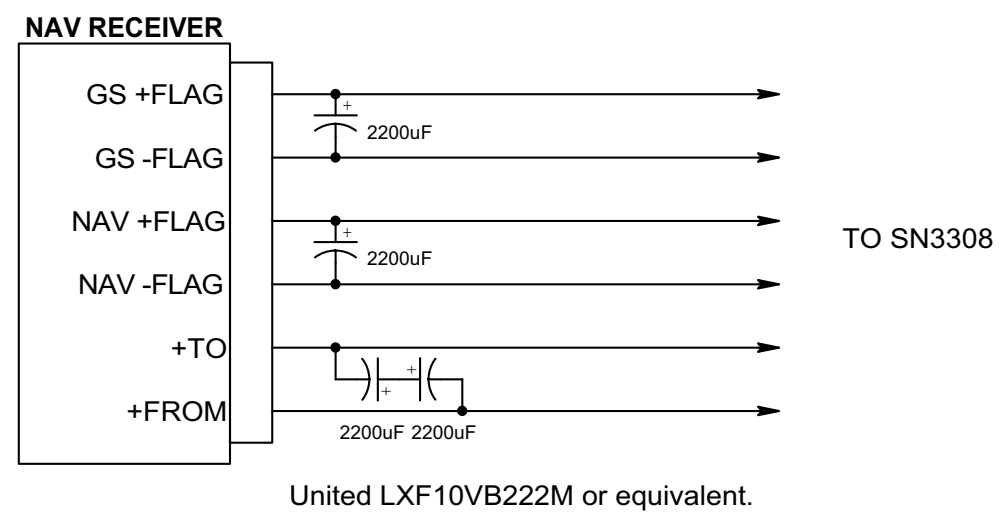 NAV RECEIVER
GS +FLAG
+
2200uF
GS -FLAG
NAV +FLAG
+
2200uF
NAV -FLAG
TO SN3308
+TO
+
+
+FROM
2200uF 2200uF
United LXF10VB222M or equivalent.